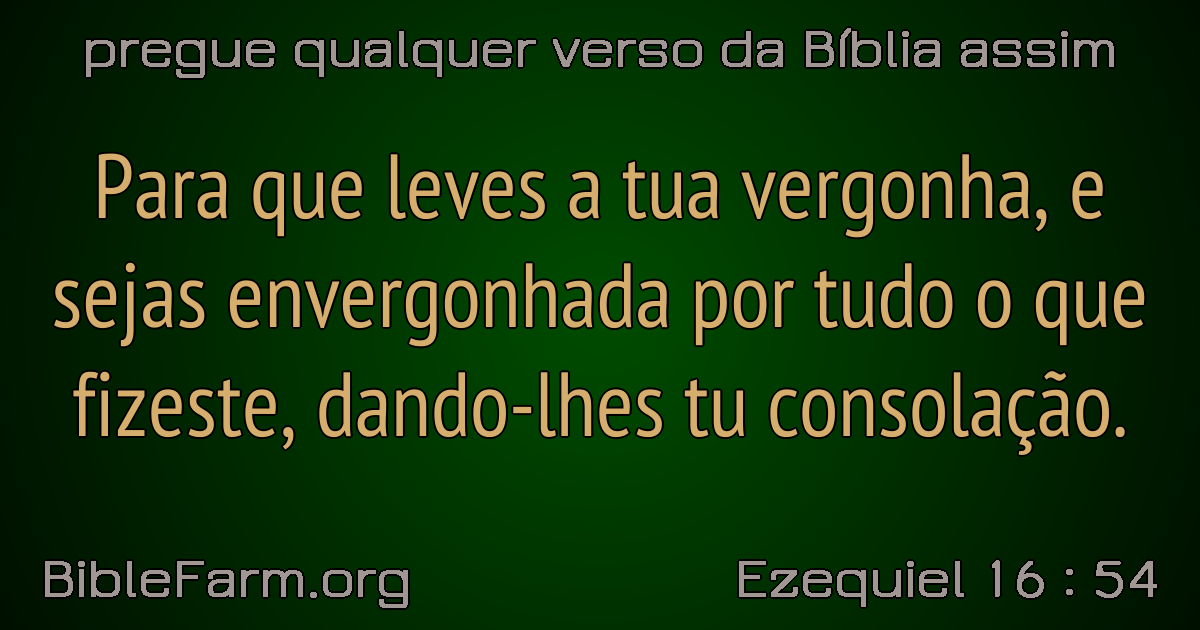 pregue qualquer verso da Bíblia assim
Para que leves a tua vergonha, e
sejas envergonhada por tudo o que
fizeste, dando-lhes tu consolação.
BibleFarm.org
Ezequiel 16 : 54